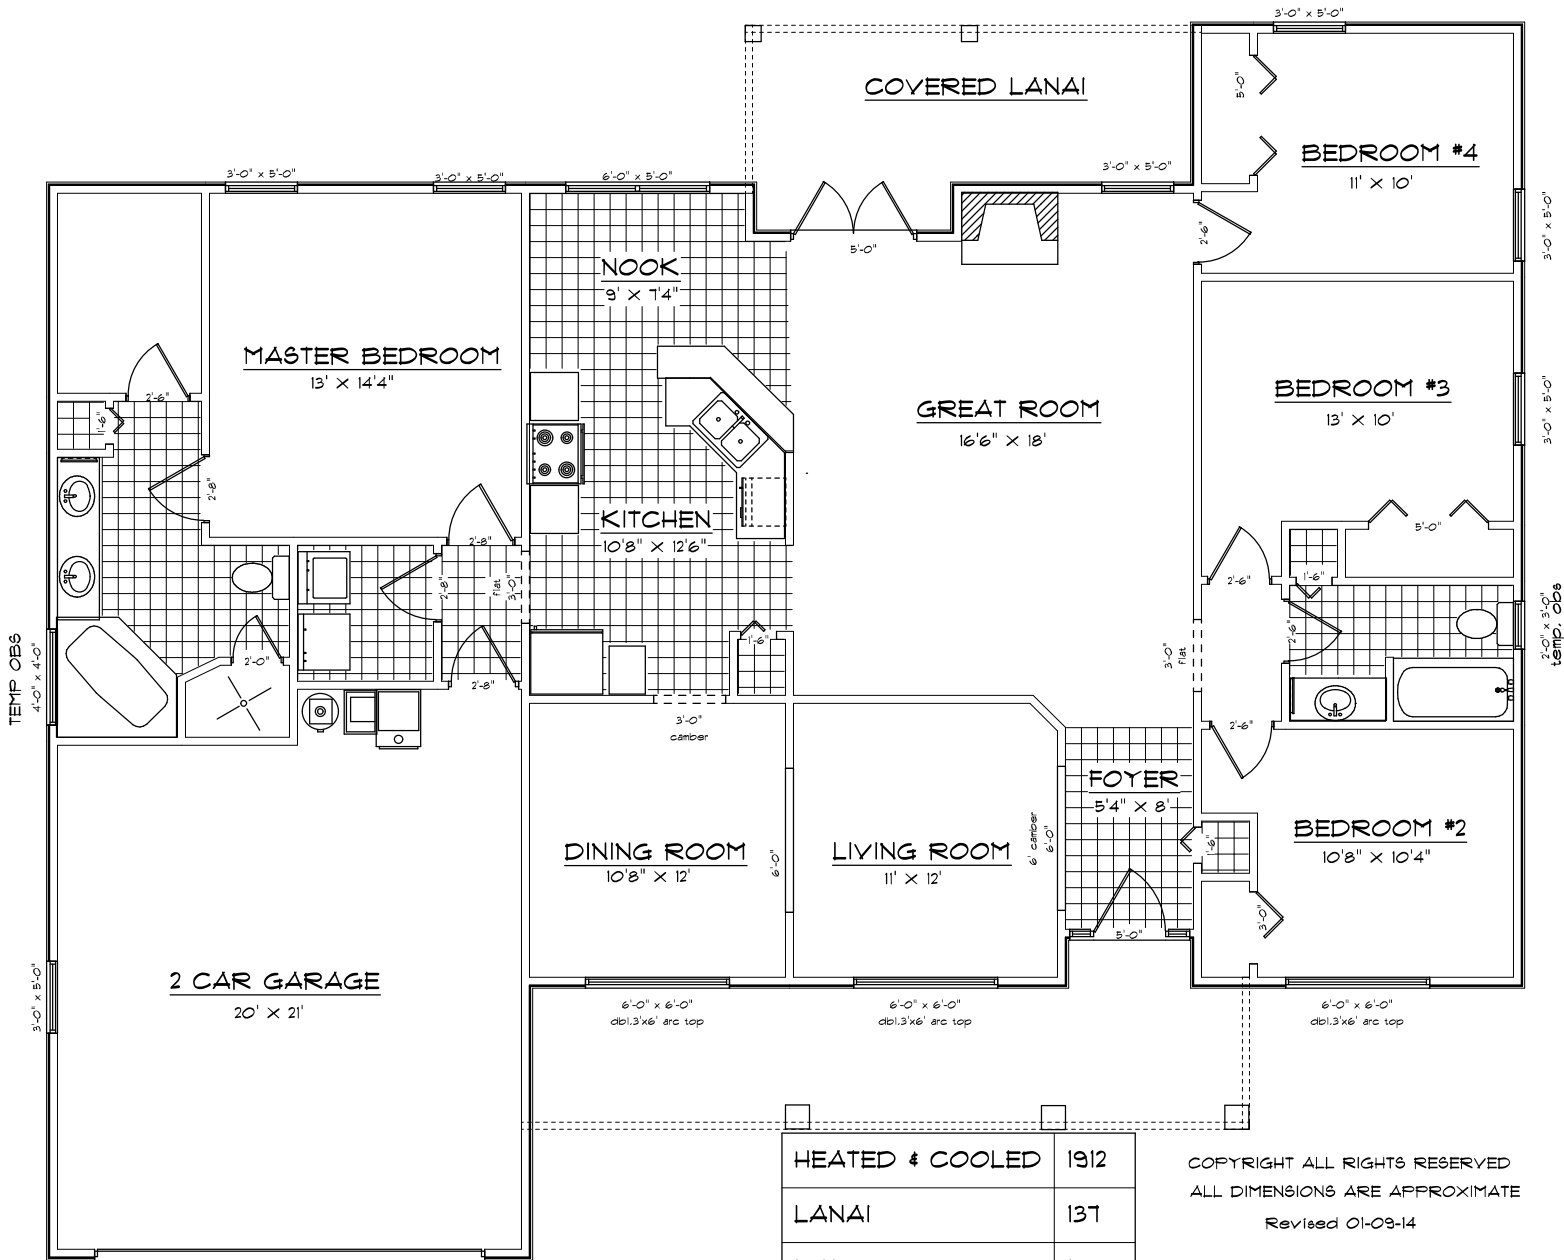 3'-0" x 5'-0"
COVERED LANAI
5'-0"
BEDROOM #4
11' X 10'
3'-0" x 5'-0"
3'-0" x 5'-0"
6'-0" x 5'-0"
3'-0" x 5'-0"
3'-0" x 5'-0"
2'-6"
5'-0"
NOOK
9' X 7'4"
MASTER BEDROOM
13' X 14'4"
2'-6"
1'-6"
2'-8"
GREAT ROOM
16'6" X 18'
BEDROOM #3
13' X 10'
3'-0" x 5'-0"
KITCHEN
10'8" X 12'6"
2'-8"
2'-8"
flat
3'-0"
5'-0"
2'-6"
1'-6"
2'-6"
2'-0" x 3'-0"
temp. obs
TEMP OBS
4'-0" x 4'-0"
2'-0"
2'-8"
1'-6"
3'-0"
flat
3'-0"
camber
2'-6"
FOYER
5'4" X 8'
6' camber
6'-0"
1'-6"
BEDROOM #2
10'8" X 10'4"
DINING ROOM
10'8" X 12'
6'-0"
LIVING ROOM
11' X 12'
3'-0"
5'-0"
2 CAR GARAGE
20' X 21'
3'-0" x 5'-0"
6'-0" x 6'-0"
dbl.3'x6' arc top
6'-0" x 6'-0"
dbl.3'x6' arc top
6'-0" x 6'-0"
dbl.3'x6' arc top
HEATED & COOLED 1912
LANAI 137
COPYRIGHT ALL RIGHTS RESERVED
ALL DIMENSIONS ARE APPROXIMATE
Revised 01-09-14